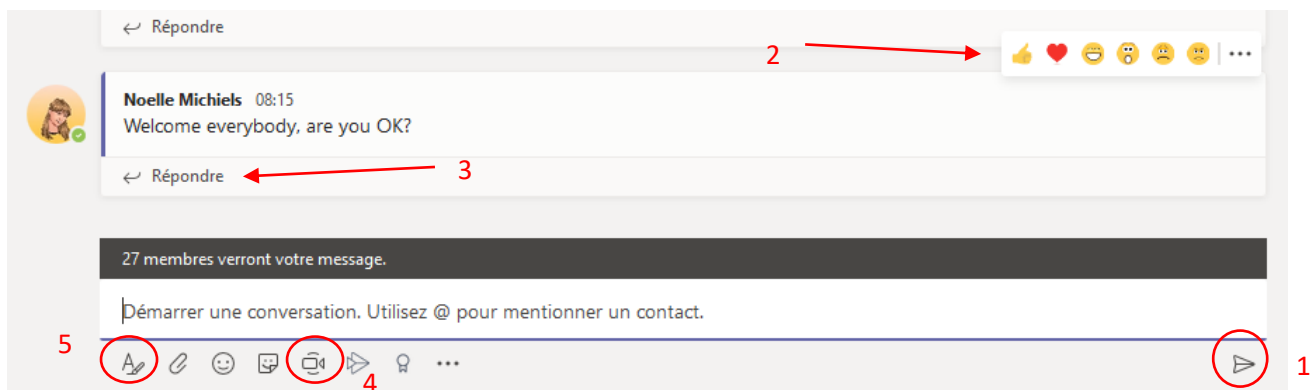 Répondre
2
Noelle Michiels 08:15
Welcome everybody, are you OK?
Répondre
3
27 membres verront votre message.
Démarrer une conversation. Utilisez @ pour mentionner un contact.
5
4
1